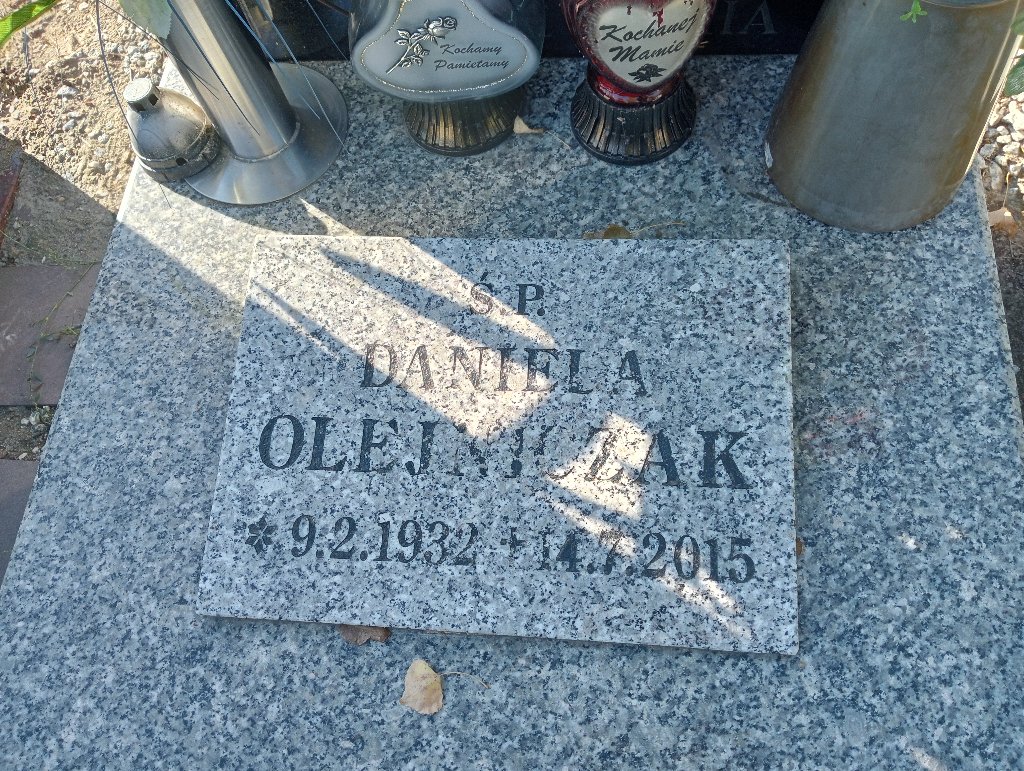 Kochamy
Pamiętamy
Kochanej
Mamie
Ś.P.
DANIELA
OLEJNICZAK
* 9.2.1932 + 14.7.2015